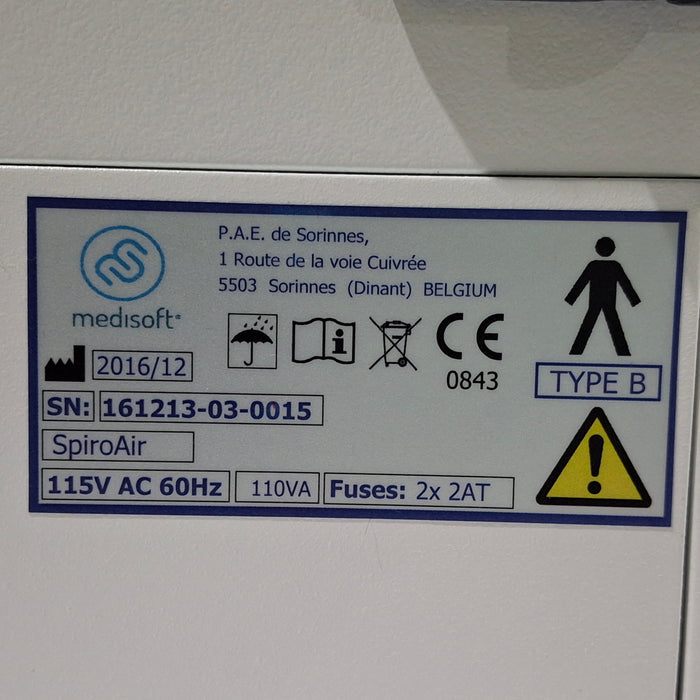 P.A.E. de Sorinnes,
1 Route de la voie Cuivrée
5503 Sorinnes (Dinant) BELGIUM
medisoft®
2016/12
CE
0843
TYPE B
SN: 161213-03-0015
SpiroAir
115V AC 60Hz 110VA Fuses: 2x 2AT